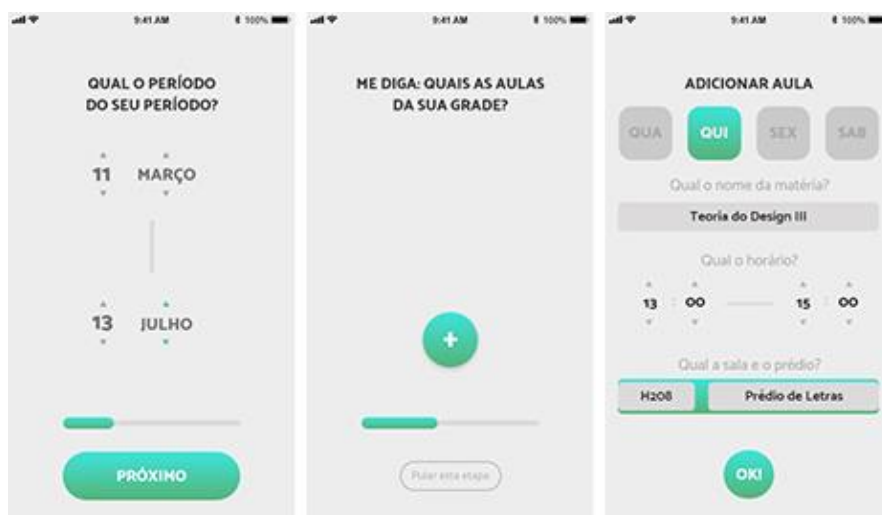 9:41 AM 100%
QUAL O PERÍODO
DO SEU PERÍODO?
11 MARÇO
13 JULHO
PRÓXIMO
9:41 AM 100%
ME DIGA: QUAIS AS AULAS
DA SUA GRADE?
+
Pular esta etapa
9:41 AM 100%
ADICIONAR AULA
QUA QUI SEX SAB
Qual o nome da matéria?
Teoria do Design III
Qual o horário?
13 : 00 15 : 00
Qual a sala e o prédio?
H208 Prédio de Letras
OK!